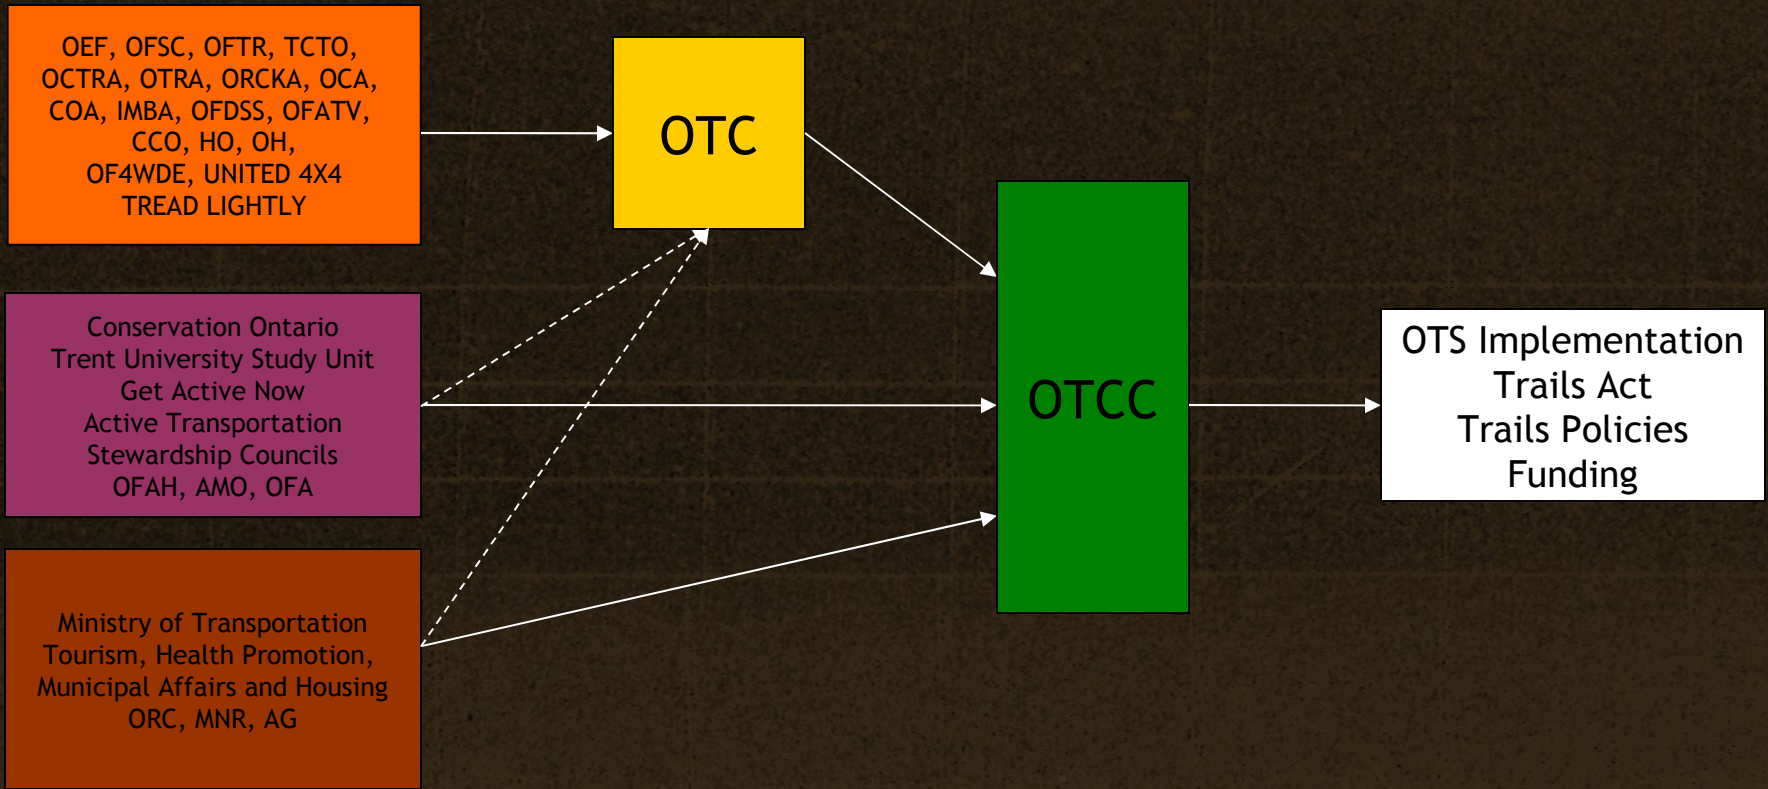 OEF, OFSC, OFTR, TCTO,
OCTRA, OTRA, ORCKA, OCA,
COA, IMBA, OFDSS, OFATV,
CCO, HO, OH,
OF4WDE, UNITED 4X4
TREAD LIGHTLY
OTC
Conservation Ontario
Trent University Study Unit
Get Active Now
Active Transportation
Stewardship Councils
OFAH, AMO, OFA
OTCC
OTS Implementation
Trails Act
Trails Policies
Funding
Ministry of Transportation
Tourism, Health Promotion,
Municipal Affairs and Housing
ORC, MNR, AG